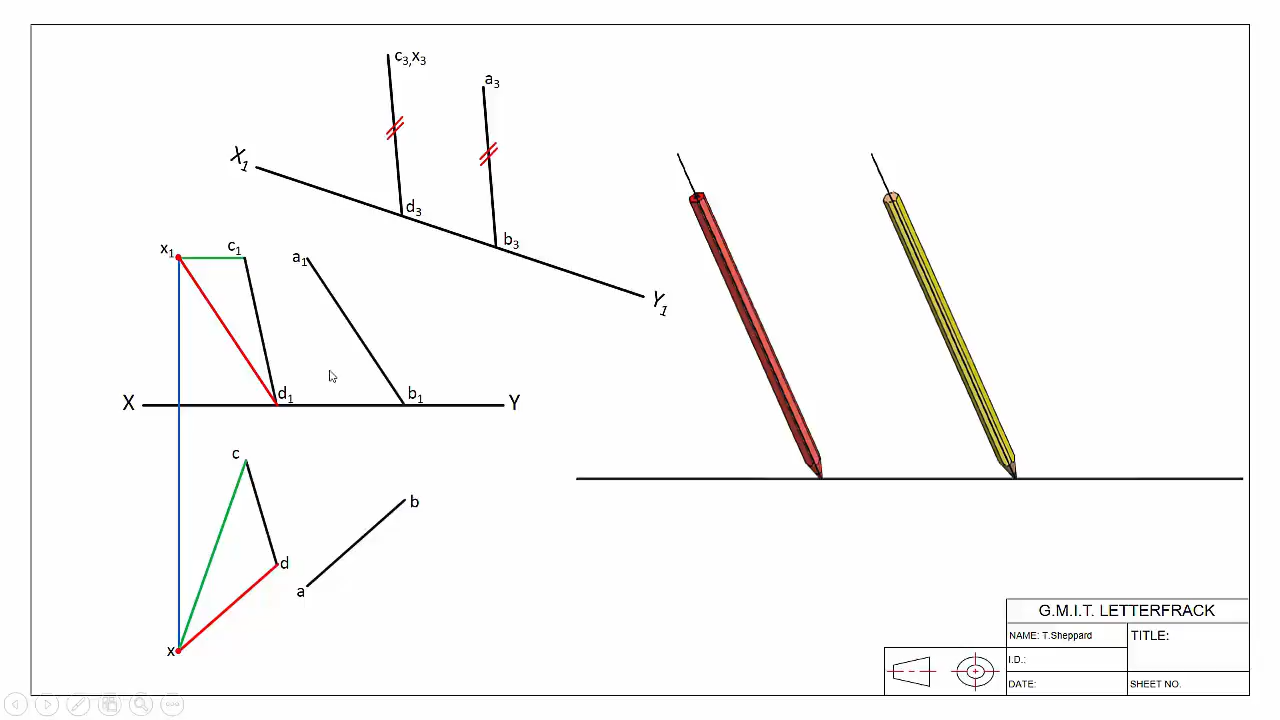 c3,x3
a3
X1
d3
b3
x1
c1
a1
Y1
d1
b1
X
Y
c
b
d
a
x
G.M.I.T. LETTERFRACK
NAME: T.Sheppard
TITLE:
I.D.:
DATE:
SHEET NO.